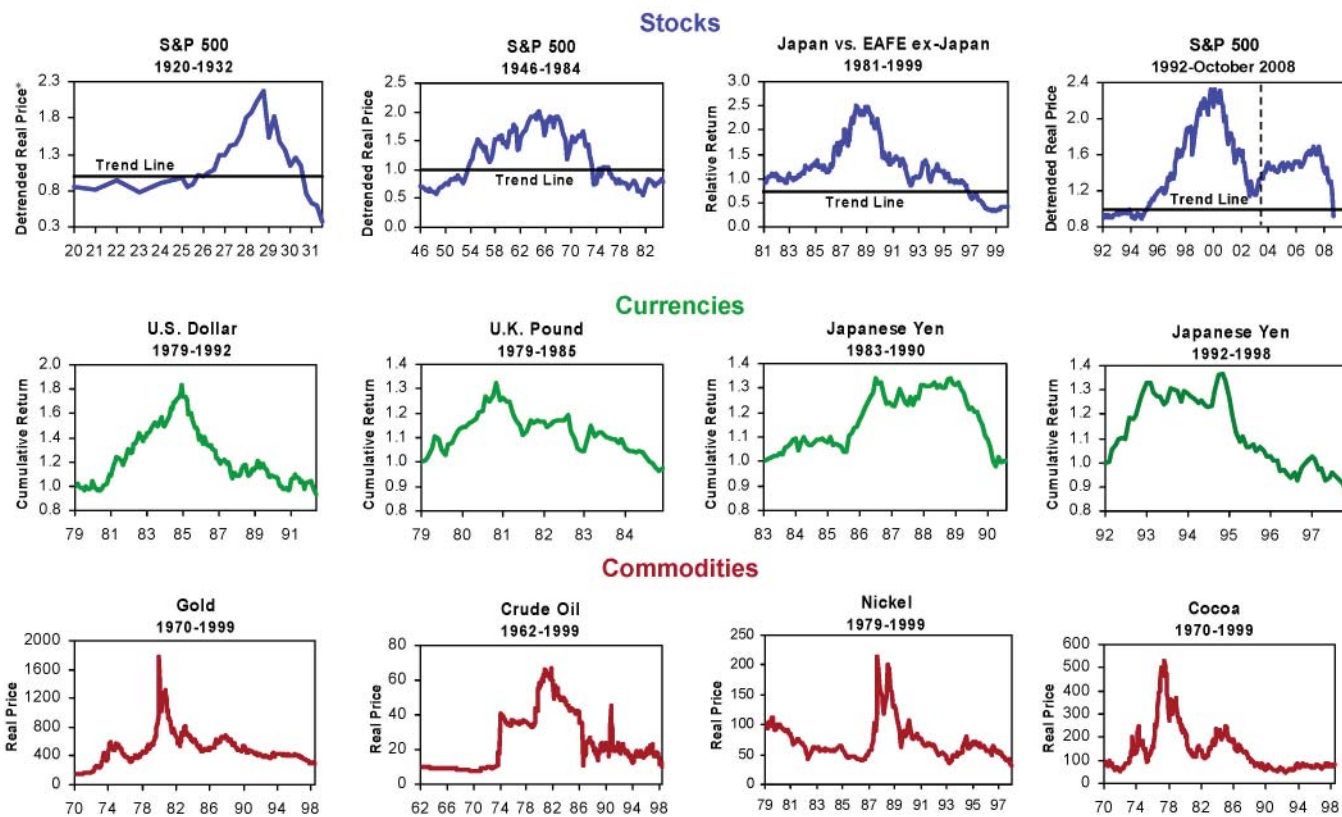 Stocks
S&P 500
1920-1932
Detrended Real Price*
2.3
1.8
1.3
0.8
0.3
Trend Line
20 21 22 23 24 25 26 27 28 29 30 31
S&P 500
1946-1984
Detrended Real Price
2.5
2.0
1.5
1.0
0.5
0.0
Trend Line
46 50 54 58 62 66 70 74 78 82
Japan vs. EAFE ex-Japan
1981-1999
Relative Return
3.0
2.5
2.0
1.5
1.0
0.5
0.0
Trend Line
81 83 85 87 89 91 93 95 97 99
S&P 500
1992-October 2008
Detrended Real Price
2.4
2.0
1.6
1.2
0.8
Trend Line
92 94 96 98 00 02 04 06 08
Currencies
U.S. Dollar
1979-1992
Cumulative Return
2.0
1.8
1.6
1.4
1.2
1.0
0.8
79 81 83 85 87 89 91
U.K. Pound
1979-1985
Cumulative Return
1.4
1.3
1.2
1.1
1.0
0.9
0.8
79 80 81 82 83 84
Japanese Yen
1983-1990
Cumulative Return
1.4
1.3
1.2
1.1
1.0
0.9
0.8
83 84 85 86 87 88 89 90
Japanese Yen
1992-1998
Cumulative Return
1.4
1.3
1.2
1.1
1.0
0.9
0.8
92 93 94 95 96 97
Commodities
Gold
1970-1999
Real Price
2000
1600
1200
800
400
0
70 74 78 82 86 90 94 98
Crude Oil
1962-1999
Real Price
80
60
40
20
0
62 66 70 74 78 82 86 90 94 98
Nickel
1979-1999
Real Price
250
200
150
100
50
0
79 81 83 85 87 89 91 93 95 97
Cocoa
1970-1999
Real Price
600
500
400
300
200
100
0
70 74 78 82 86 90 94 98